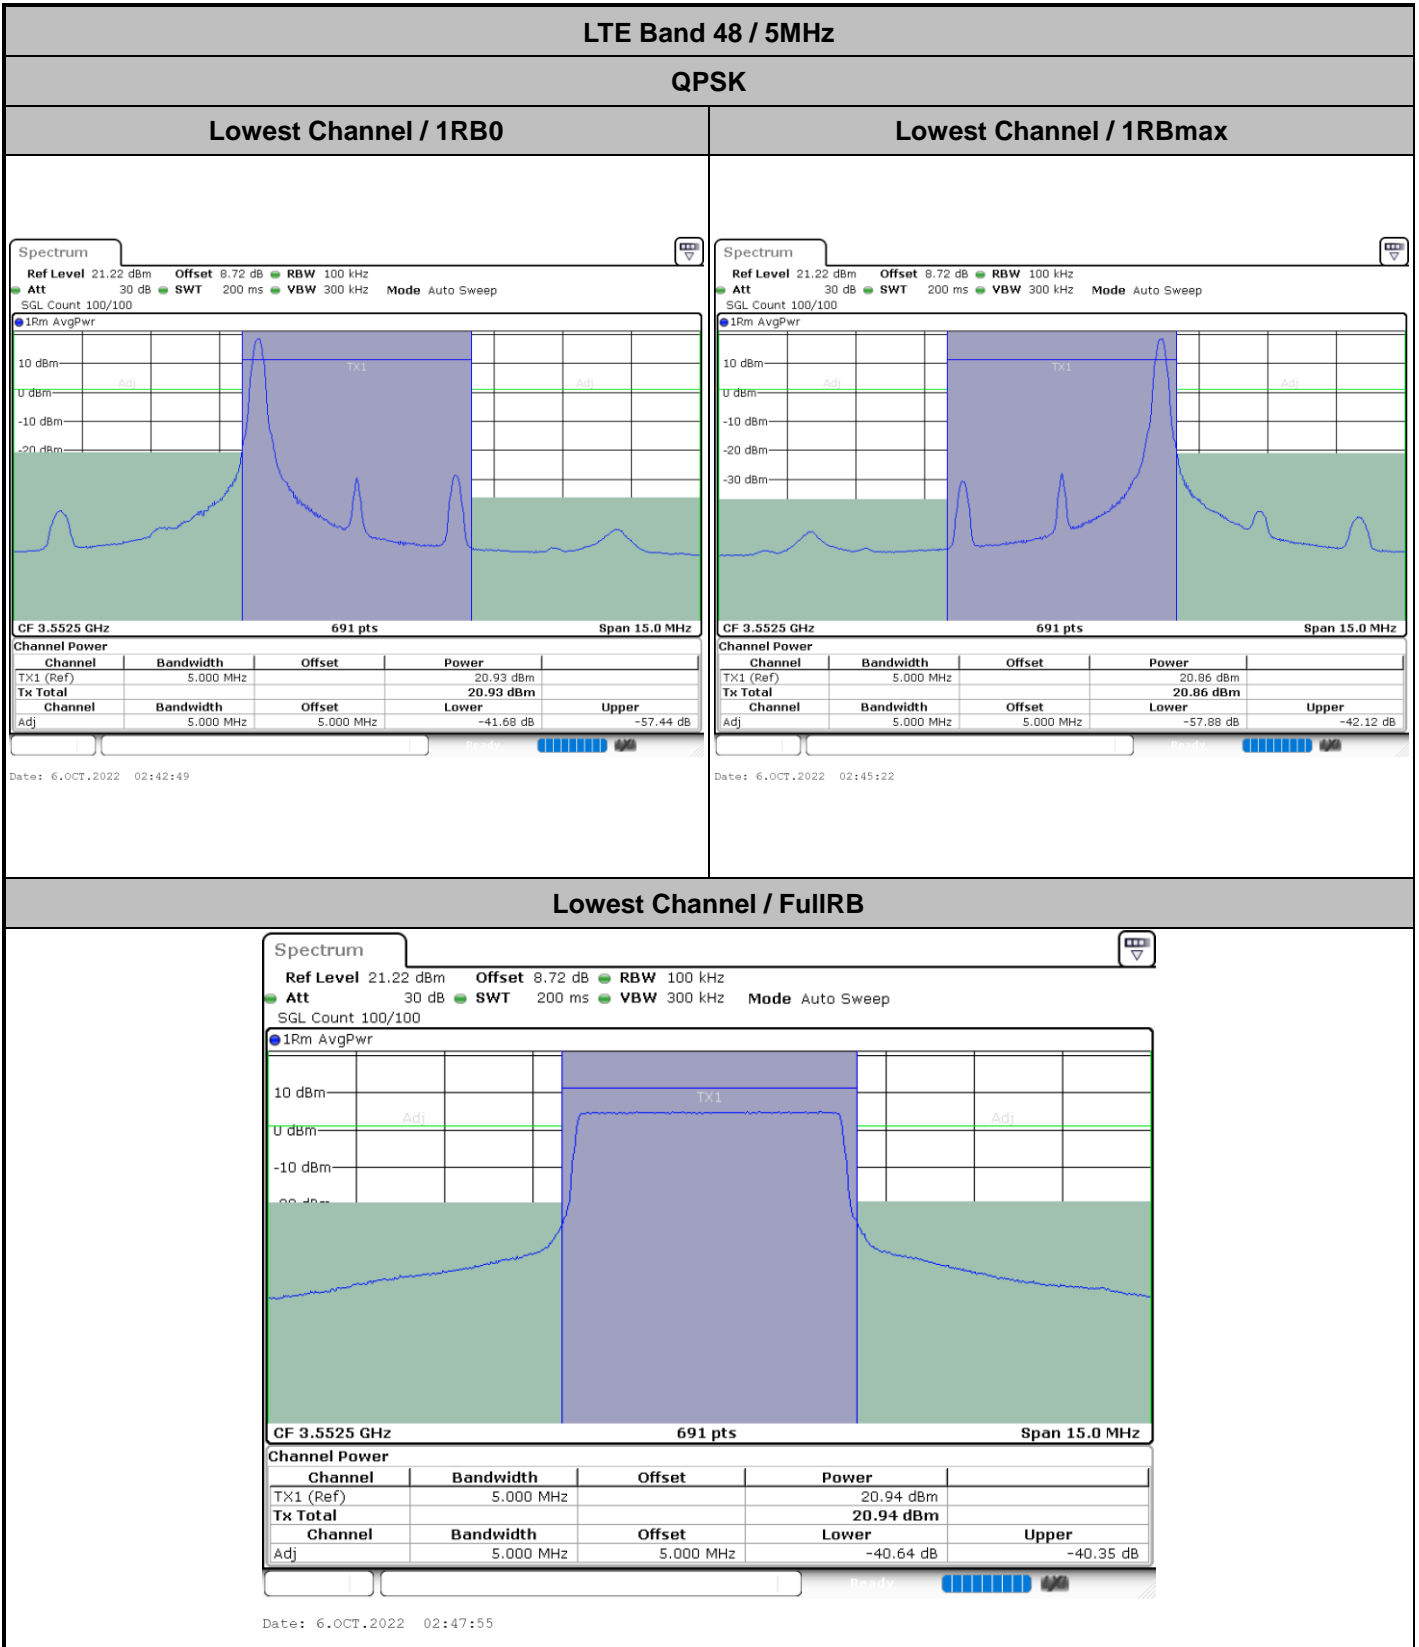 LTE Band 48 / 5MHz
QPSK
Lowest Channel / 1RB0
Lowest Channel / 1RBmax
Spectrum
Ref Level 21.22 dBm Offset 8.72 dB RBW 100 kHz
Att 30 dB SWT 200 ms VBW 300 kHz Mode Auto Sweep
SGL Count 100/100
1Rm AvgPwr
10 dBm
TX1
Adj
Adj
0 dBm
-10 dBm
-20 dBm
CF 3.5525 GHz 691 pts Span 15.0 MHz
Channel Power
Channel Bandwidth Offset Power
TX1 (Ref) 5.000 MHz 20.93 dBm
Tx Total 20.93 dBm
Channel Bandwidth Offset Lower Upper
Adj 5.000 MHz 5.000 MHz -41.68 dB -57.44 dB
Ready
Date: 6.OCT.2022 02:42:49
Spectrum
Ref Level 21.22 dBm Offset 8.72 dB RBW 100 kHz
Att 30 dB SWT 200 ms VBW 300 kHz Mode Auto Sweep
SGL Count 100/100
1Rm AvgPwr
10 dBm
TX1
Adj
Adj
0 dBm
-10 dBm
-20 dBm
-30 dBm
CF 3.5525 GHz 691 pts Span 15.0 MHz
Channel Power
Channel Bandwidth Offset Power
TX1 (Ref) 5.000 MHz 20.86 dBm
Tx Total 20.86 dBm
Channel Bandwidth Offset Lower Upper
Adj 5.000 MHz 5.000 MHz -57.88 dB -42.12 dB
Ready
Date: 6.OCT.2022 02:45:22
Lowest Channel / FullRB
Spectrum
Ref Level 21.22 dBm Offset 8.72 dB RBW 100 kHz
Att 30 dB SWT 200 ms VBW 300 kHz Mode Auto Sweep
SGL Count 100/100
1Rm AvgPwr
10 dBm
TX1
Adj
Adj
0 dBm
-10 dBm
-20 dBm
CF 3.5525 GHz 691 pts Span 15.0 MHz
Channel Power
Channel Bandwidth Offset Power
TX1 (Ref) 5.000 MHz 20.94 dBm
Tx Total 20.94 dBm
Channel Bandwidth Offset Lower Upper
Adj 5.000 MHz 5.000 MHz -40.64 dB -40.35 dB
Ready
Date: 6.OCT.2022 02:47:55